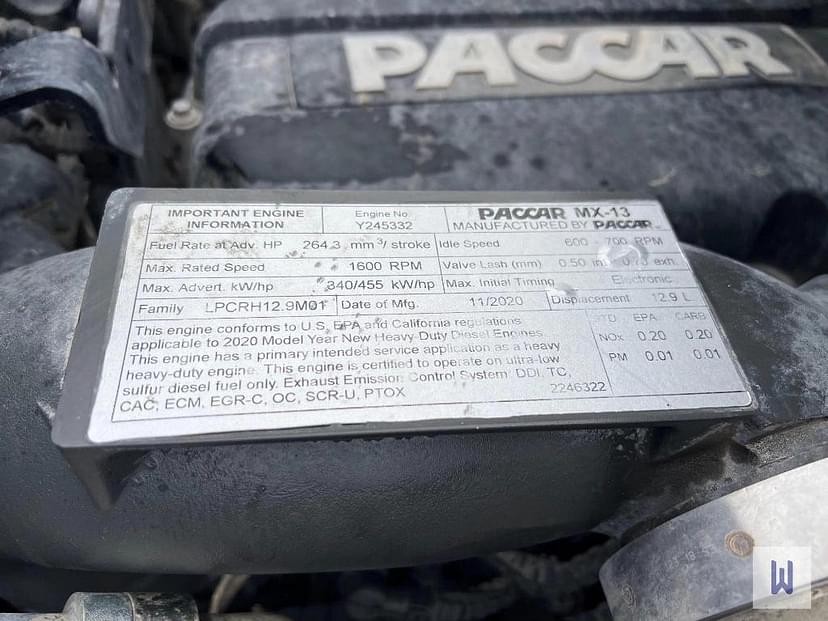 PACCAR
IMPORTANT ENGINE INFORMATION
Engine No.
Y245332
PACCAR MX-13
MANUFACTURED BY PACCAR
Fuel Rate at Adv. HP 264.3 mm³/ stroke
Idle Speed 600 - 700 RPM
Max. Rated Speed 1600 RPM
Valve Lash (mm) 0.50 in. exh.
Max. Advert. kW/hp 340/455 kW/hp
Max. Initial Timing Electronic
Family LPCRH12.9M01
Date of Mfg. 11/2020
Displacement 12.9 L
This engine conforms to U.S. EPA and California regulations
applicable to 2020 Model Year New Heavy-Duty Diesel Engines.
This engine has a primary intended service application as a heavy
heavy-duty engine. This engine is certified to operate on ultra-low
sulfur diesel fuel only. Exhaust Emission Control System: DDI, TC,
CAC, ECM, EGR-C, OC, SCR-U, PTOX
STD EPA CARB
NOx 0.20 0.20
PM 0.01 0.01
2246322
W